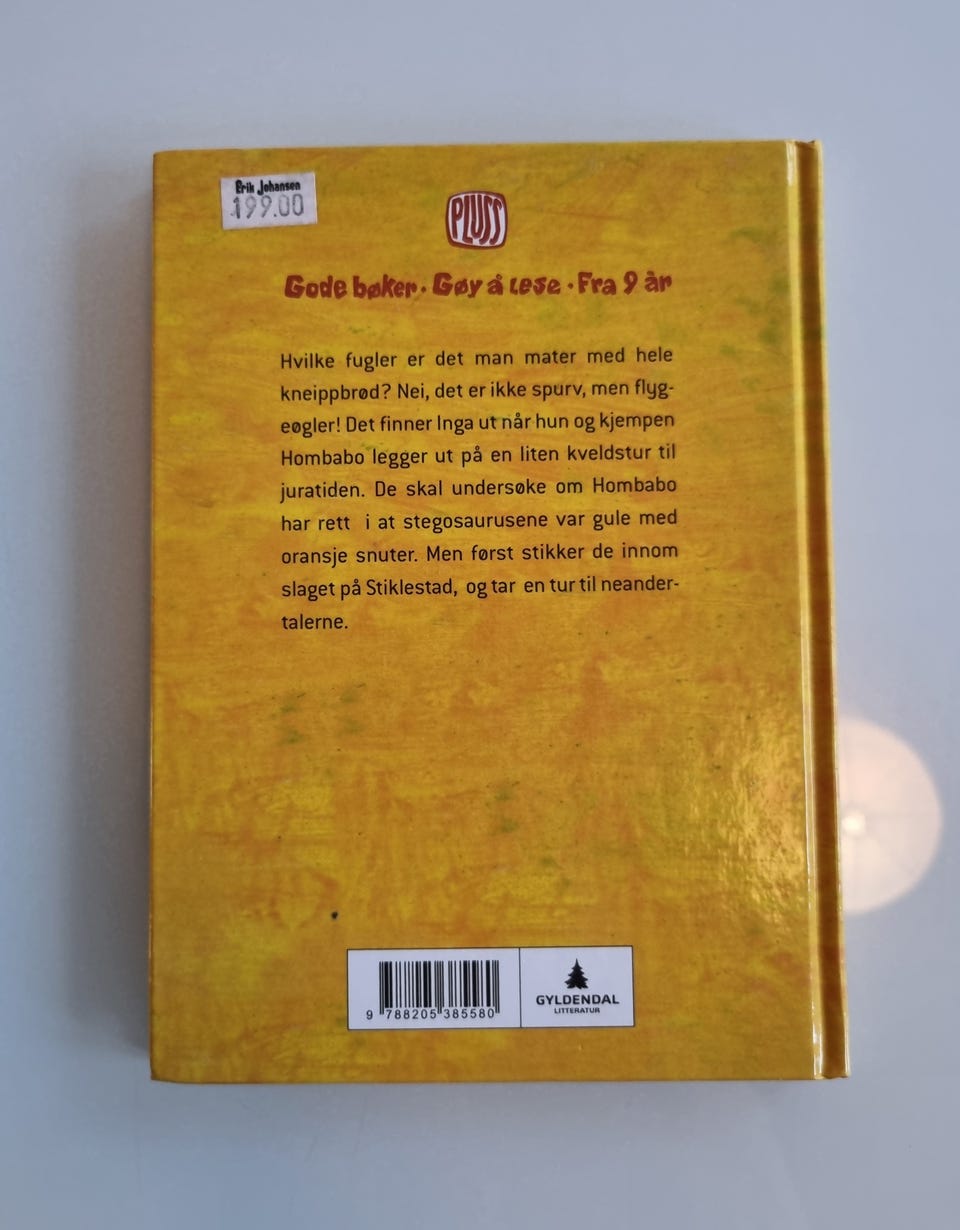 Erik Johansen
199.00
PLUSS
Gode bøker · Gøy å lese · Fra 9 år
Hvilke fugler er det man mater med hele
kneippbrød? Nei, det er ikke spurv, men flyg-
eøgler! Det finner Inga ut når hun og kjempen
Hombabo legger ut på en liten kveldstur til
juratiden. De skal undersøke om Hombabo
har rett i at stegosaurusene var gule med
oransje snuter. Men først stikker de innom
slaget på Stiklestad, og tar en tur til neander-
talerne.
9 788205 385580
GYLDENDAL
LITTERATUR